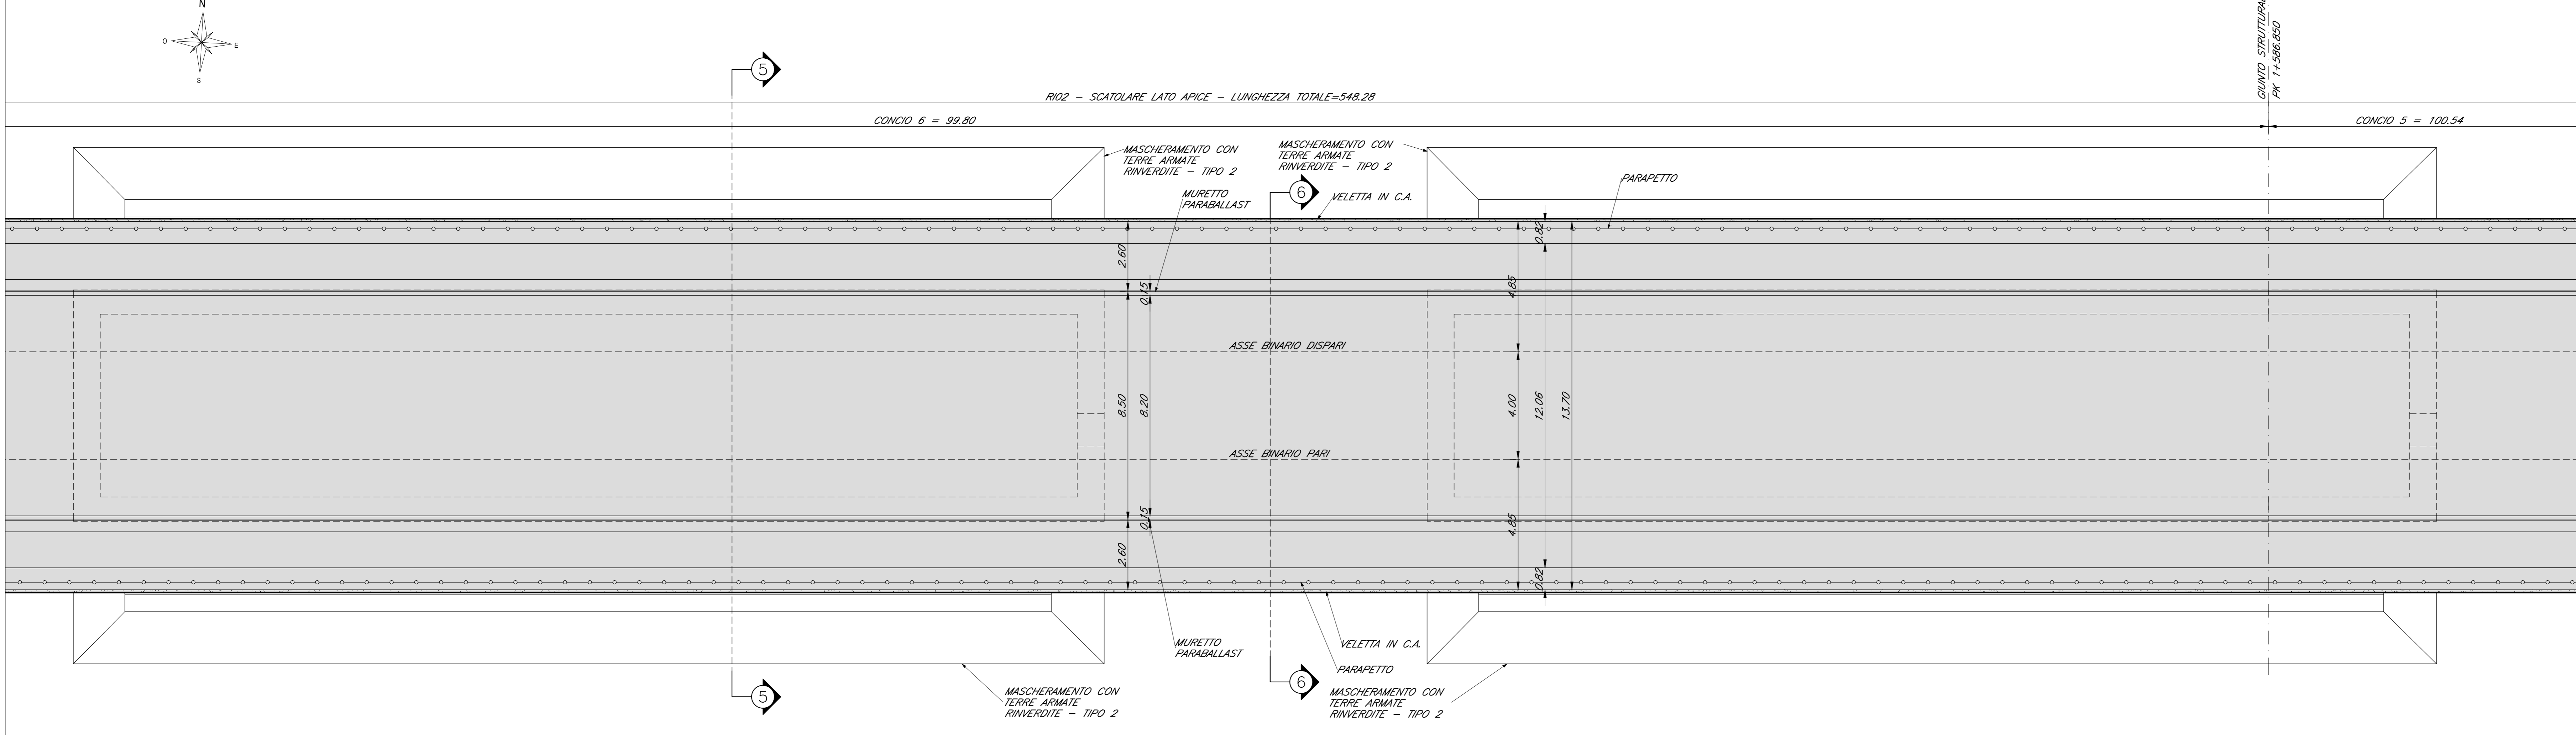 N
O
E
S
5
GIUNTO STRUTTURALE
PK 1+586.850
RI02 - SCATOLARE LATO APICE - LUNGHEZZA TOTALE=548.28
CONCIO 6 = 99.80
CONCIO 5 = 100.54
MASCHERAMENTO CON
TERRE ARMATE
RINVERDITE - TIPO 2
MASCHERAMENTO CON
TERRE ARMATE
RINVERDITE - TIPO 2
MURETTO
PARABALLAST
6
VELETTA IN C.A.
PARAPETTO
2.60
0.15
0.82
4.85
ASSE BINARIO DISPARI
8.50
8.20
4.00
12.06
13.70
ASSE BINARIO PARI
0.15
2.60
4.85
0.82
MURETTO
PARABALLAST
VELETTA IN C.A.
PARAPETTO
5
6
MASCHERAMENTO CON
TERRE ARMATE
RINVERDITE - TIPO 2
MASCHERAMENTO CON
TERRE ARMATE
RINVERDITE - TIPO 2